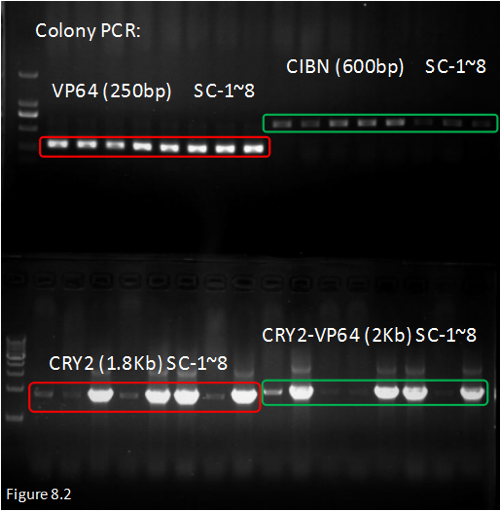 Colony PCR:
CIBN (600bp) SC-1~8
VP64 (250bp) SC-1~8
CRY2-VP64 (2Kb) SC-1~8
CRY2 (1.8Kb) SC-1~8
Figure 8.2